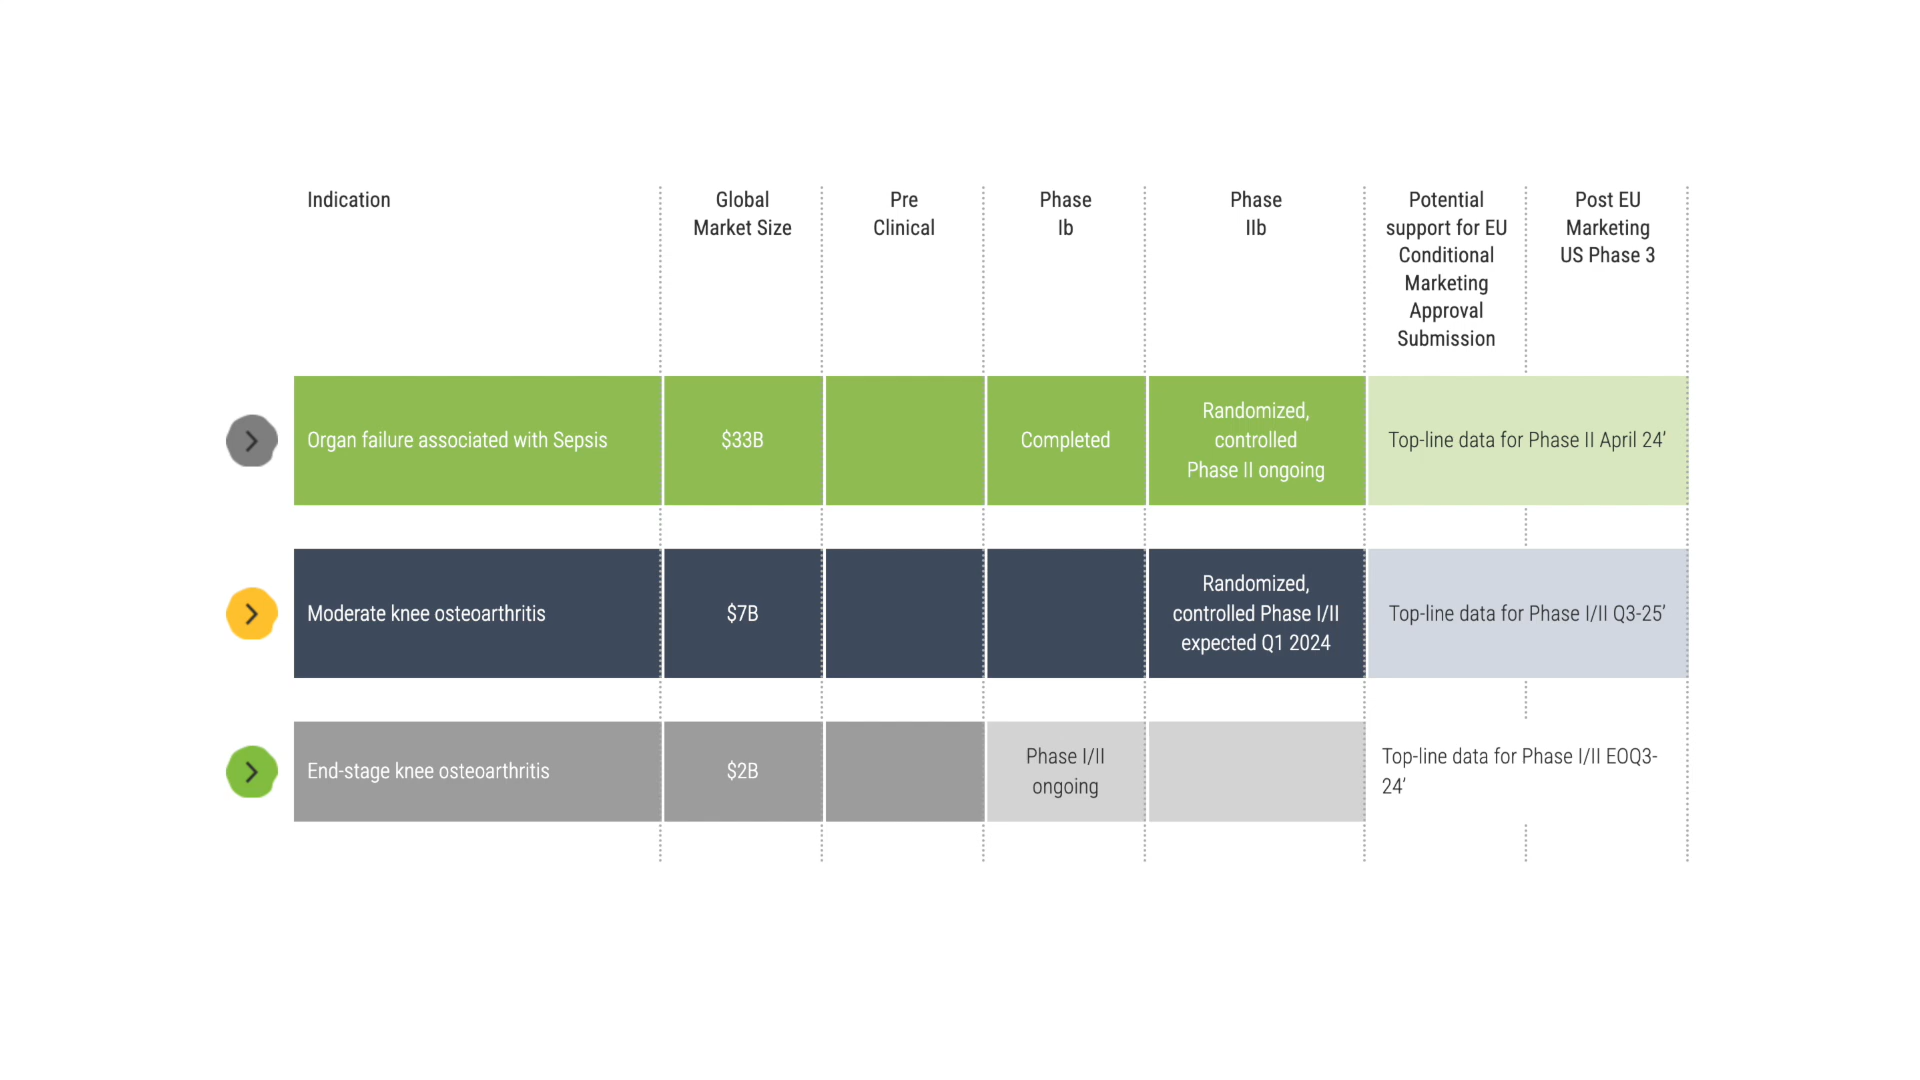 Indication
Global
Market Size
Pre
Clinical
Phase
Ib
Phase
IIb
Potential
support for EU
Conditional
Marketing
Approval
Submission
Post EU
Marketing
US Phase 3
Organ failure associated with Sepsis
$33B
Completed
Randomized,
controlled
Phase II ongoing
Top-line data for Phase II April 24’
Moderate knee osteoarthritis
$7B
Randomized,
controlled Phase I/II
expected Q1 2024
Top-line data for Phase I/II Q3-25’
End-stage knee osteoarthritis
$2B
Phase I/II
ongoing
Top-line data for Phase I/II EOQ3-
24’